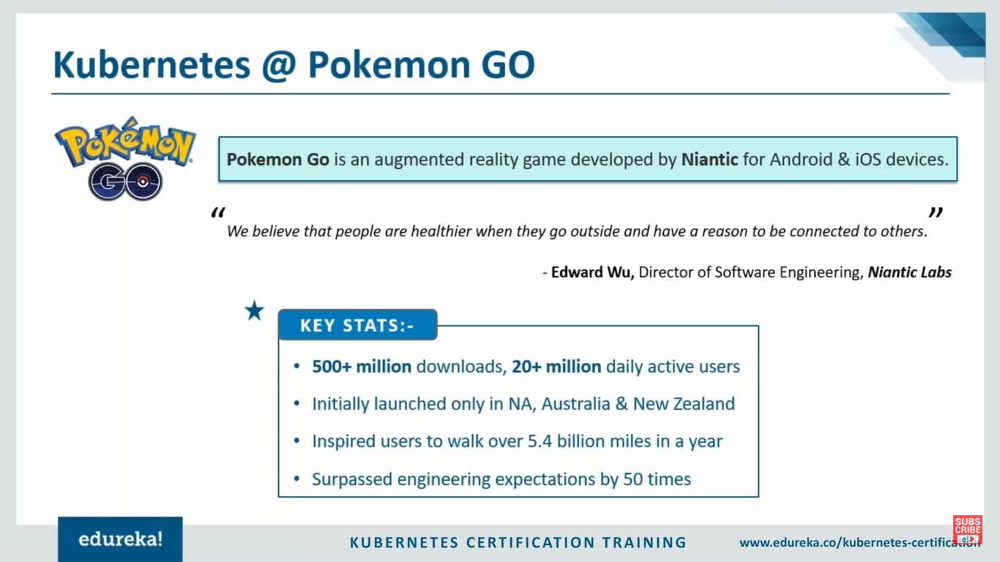 Kubernetes @ Pokemon GO
POKéMON
GO
Pokemon Go is an augmented reality game developed by Niantic for Android & iOS devices.
“We believe that people are healthier when they go outside and have a reason to be connected to others.”
- Edward Wu, Director of Software Engineering, Niantic Labs
★ KEY STATS:-
• 500+ million downloads, 20+ million daily active users
• Initially launched only in NA, Australia & New Zealand
• Inspired users to walk over 5.4 billion miles in a year
• Surpassed engineering expectations by 50 times
edureka!
KUBERNETES CERTIFICATION TRAINING
www.edureka.co/kubernetes-certification
SUBS
CRIBE
e!